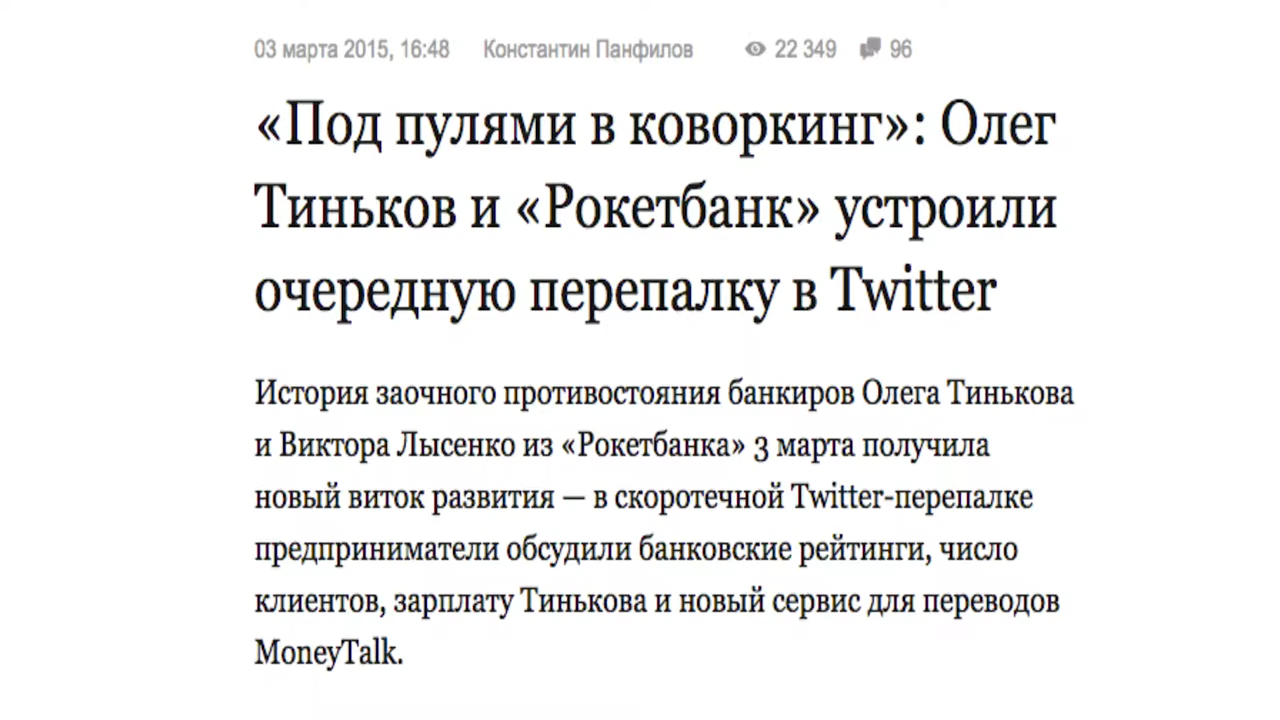 03 марта 2015, 16:48 Константин Панфилов 22 349 96
«Под пулями в коворкинг»: Олег
Тиньков и «Рокетбанк» устроили
очередную перепалку в Twitter
История заочного противостояния банкиров Олега Тинькова
и Виктора Лысенко из «Рокетбанка» 3 марта получила
новый виток развития — в скоротечной Twitter-перепалке
предприниматели обсудили банковские рейтинги, число
клиентов, зарплату Тинькова и новый сервис для переводов
MoneyTalk.